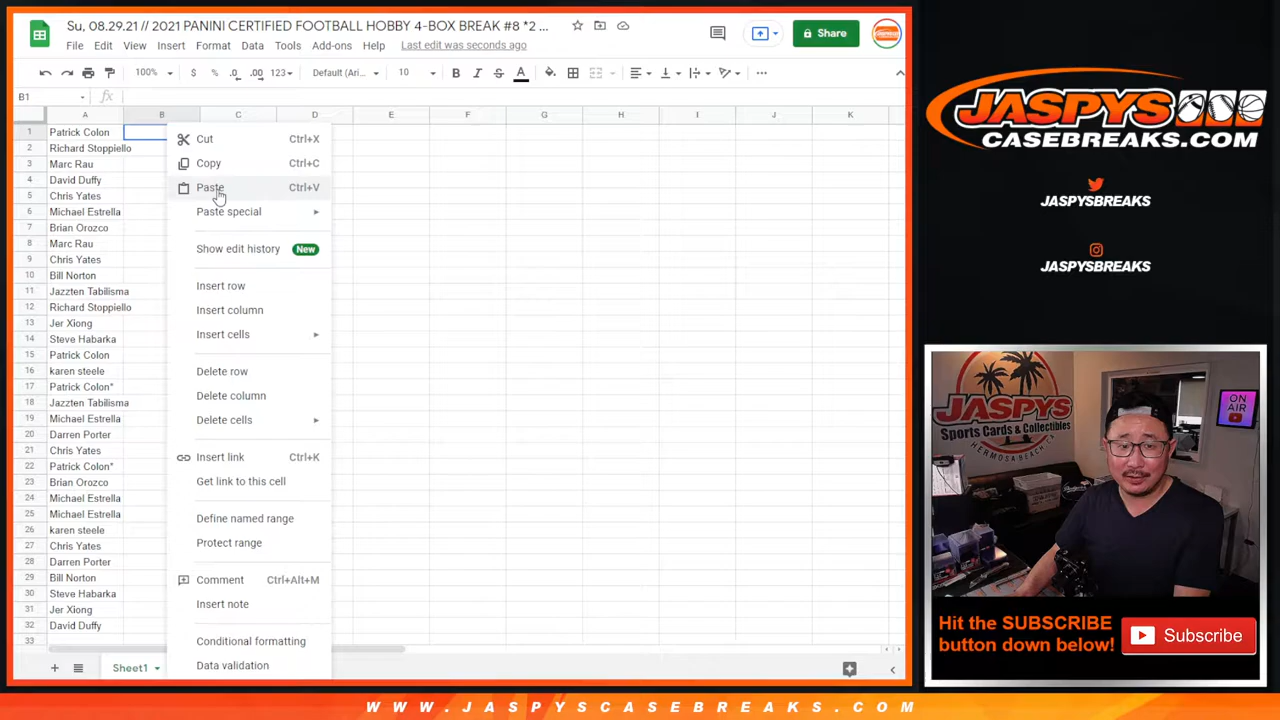 Su, 08.29.21 // 2021 PANINI CERTIFIED FOOTBALL HOBBY 4-BOX BREAK #8 *2 ...
File Edit View Insert Format Data Tools Add-ons Help Last edit was seconds ago
Share
100% $ % .0 .00 123 Default (Ari... 10 B I S A
B1 fx
A B C D E F G H I J K
1 Patrick Colon
2 Richard Stoppiello
3 Marc Rau
4 David Duffy
5 Chris Yates
6 Michael Estrella
7 Brian Orozco
8 Marc Rau
9 Chris Yates
10 Bill Norton
11 Jazzten Tabilisma
12 Richard Stoppiello
13 Jer Xiong
14 Steve Habarka
15 Patrick Colon
16 karen steele
17 Patrick Colon*
18 Jazzten Tabilisma
19 Michael Estrella
20 Darren Porter
21 Chris Yates
22 Patrick Colon*
23 Brian Orozco
24 Michael Estrella
25 Michael Estrella
26 karen steele
27 Chris Yates
28 Darren Porter
29 Bill Norton
30 Steve Habarka
31 Jer Xiong
32 David Duffy
33
Cut Ctrl+X
Copy Ctrl+C
Paste Ctrl+V
Paste special
Show edit history New
Insert row
Insert column
Insert cells
Delete row
Delete column
Delete cells
Insert link Ctrl+K
Get link to this cell
Define named range
Protect range
Comment Ctrl+Alt+M
Insert note
Conditional formatting
Data validation
Sheet1
JASPYS
CASEBREAKS.COM
JASPYSBREAKS
JASPYSBREAKS
JASPYS
Sports Cards & Collectibles
HERMOSA BEACH, CA
ON
AIR
Hit the SUBSCRIBE
button down below!
Subscribe
WWW.JASPYSCASEBREAKS.COM